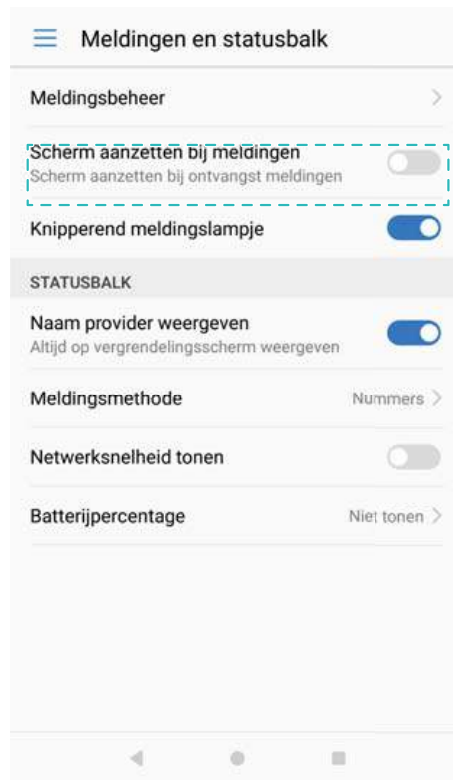 Meldingen en statusbalk
Meldingsbeheer
Scherm aanzetten bij meldingen
Scherm aanzetten bij ontvangst meldingen
Knipperend meldingslampje
STATUSBALK
Naam provider weergeven
Altijd op vergrendelingsscherm weergeven
Meldingsmethode Nummers
Netwerksnelheid tonen
Batterijpercentage Niet tonen